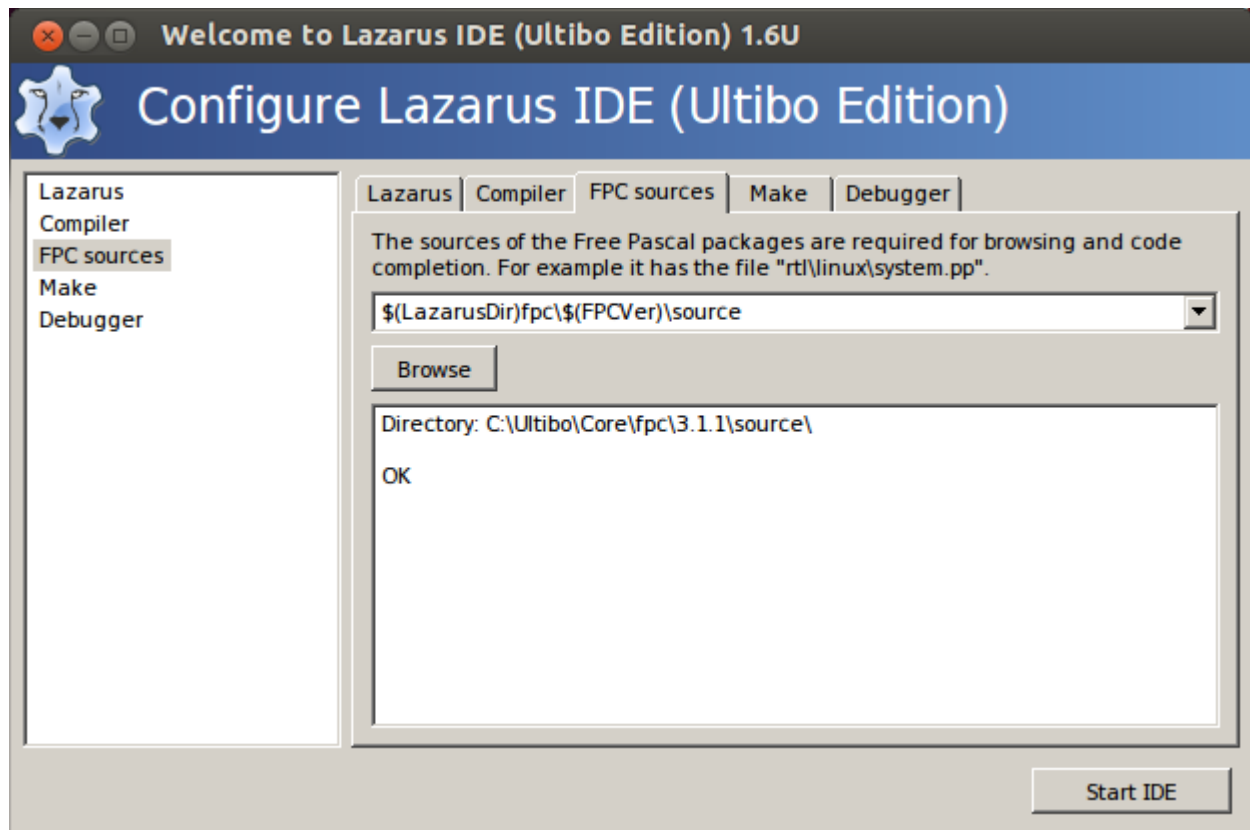 Welcome to Lazarus IDE (Ultibo Edition) 1.6U
Configure Lazarus IDE (Ultibo Edition)
Lazarus
Compiler
FPC sources
Make
Debugger
Lazarus Compiler FPC sources Make Debugger
The sources of the Free Pascal packages are required for browsing and code
completion. For example it has the file "rtl\linux\system.pp".
$(LazarusDir)fpc\$(FPCVer)\source
Browse
Directory: C:\Ultibo\Core\fpc\3.1.1\source\
OK
Start IDE